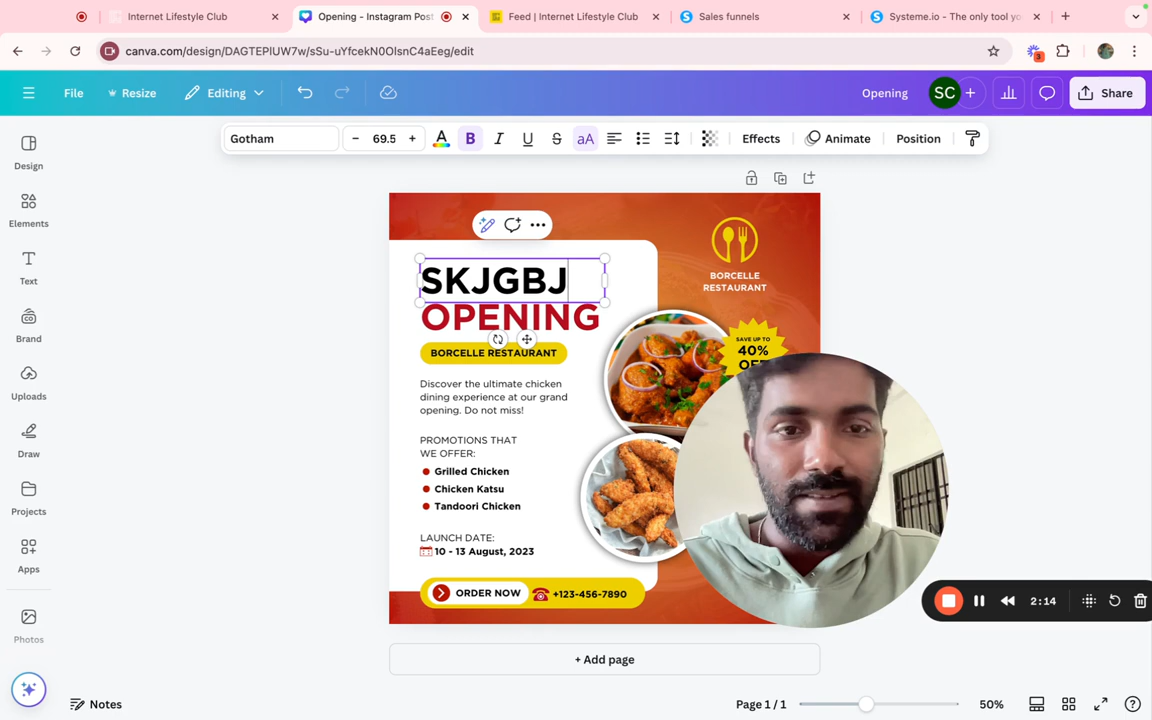 Internet Lifestyle Club
Opening - Instagram Post
Feed | Internet Lifestyle Club
Sales funnels
Systeme.io - The only tool yo
canva.com/design/DAGTEPlUW7w/sSu-uYfcekN0OlsnC4aEeg/edit
3
File
Resize
Editing
Opening
SC
Share
Gotham
69.5
A
B
I
U
S
aA
Effects
Animate
Position
Design
Elements
Text
Brand
Uploads
Draw
Projects
Apps
Photos
SKJGBJ
OPENING
BORCELLE RESTAURANT
Discover the ultimate chicken
dining experience at our grand
opening. Do not miss!
PROMOTIONS THAT
WE OFFER:
Grilled Chicken
Chicken Katsu
Tandoori Chicken
LAUNCH DATE:
10 - 13 August, 2023
ORDER NOW
+123-456-7890
BORCELLE
RESTAURANT
SAVE UP TO
40%
OFF
2:14
+ Add page
Notes
Page 1 / 1
50%